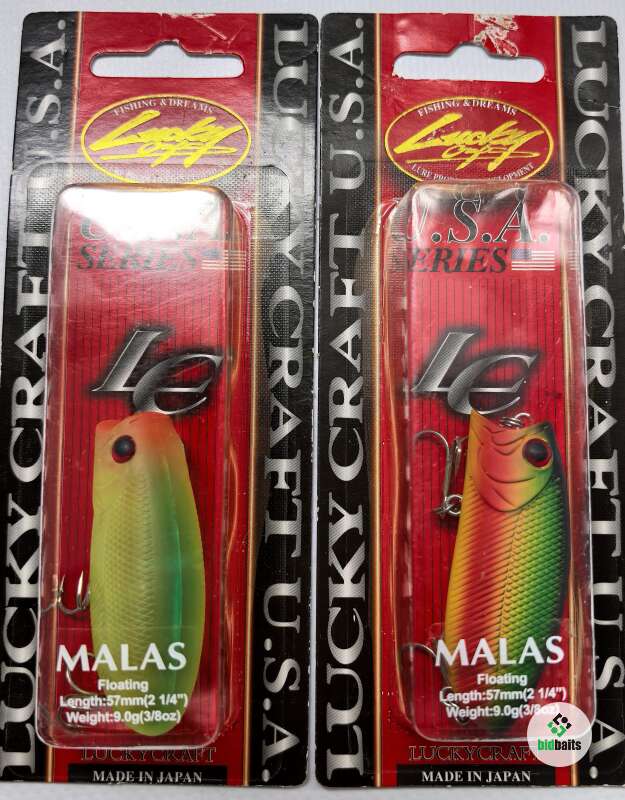 LUCKY CRAFT U.S.A.
LUCKY CRAFT U.S.A.
FISHING & DREAMS
Lucky
Craft
SERIES
LC
MALAS
Floating
Length:57mm(2 1/4")
Weight:9.0g(3/8oz)
LUCKYCRAFT
MADE IN JAPAN
LUCKY CRAFT U.S.A.
LUCKY CRAFT U.S.A.
FISHING & DREAMS
Lucky
Craft
U.S.A.
SERIES
LC
MALAS
Floating
Length:57mm(2 1/4")
Weight:9.0g(3/8oz)
LUCKYCRAFT
MADE IN JAPAN
bidbaits